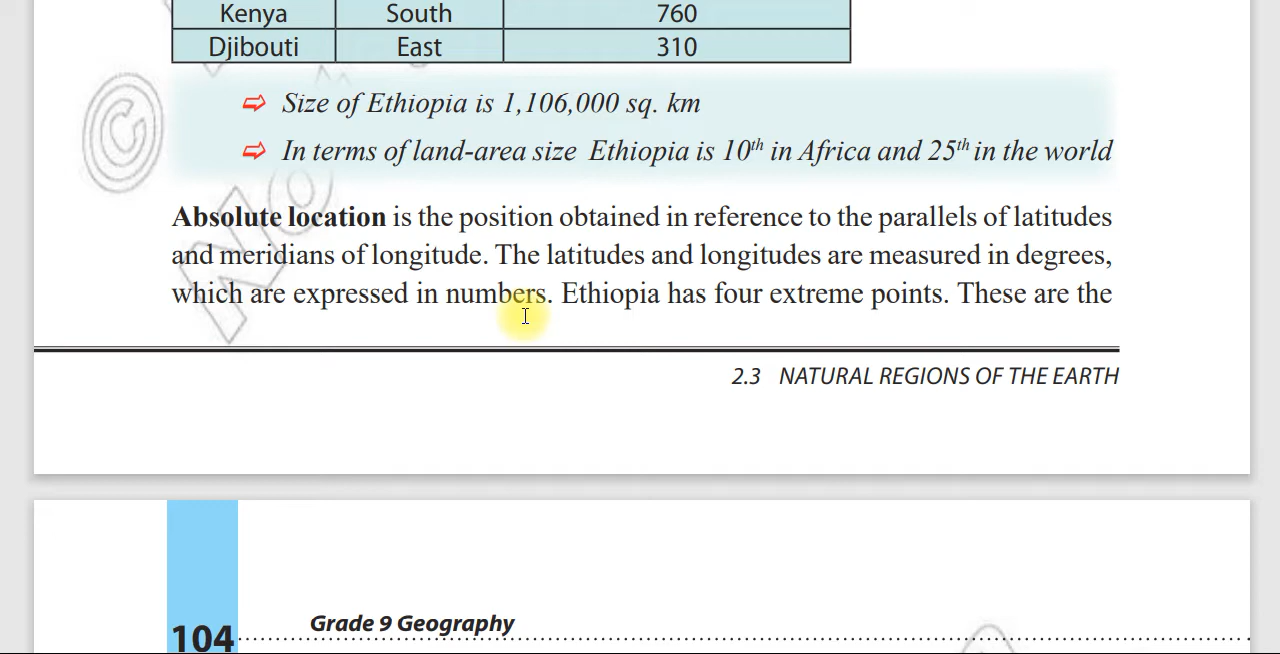 Kenya South 760
Djibouti East 310
⇨ Size of Ethiopia is 1,106,000 sq. km
⇨ In terms of land-area size Ethiopia is 10th in Africa and 25th in the world
Absolute location is the position obtained in reference to the parallels of latitudes
and meridians of longitude. The latitudes and longitudes are measured in degrees,
which are expressed in numbers. Ethiopia has four extreme points. These are the
2.3 NATURAL REGIONS OF THE EARTH
Grade 9 Geography
104